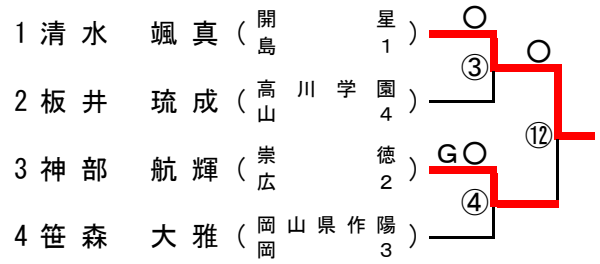 1 清水 颯真 (開星 島1) ○
③ ○
2 板井 琉成 (高川学園 山4)
⑫
3 神部 航輝 (崇徳 広2) G○
④
4 笹森 大雅 (岡山県作陽 岡3)